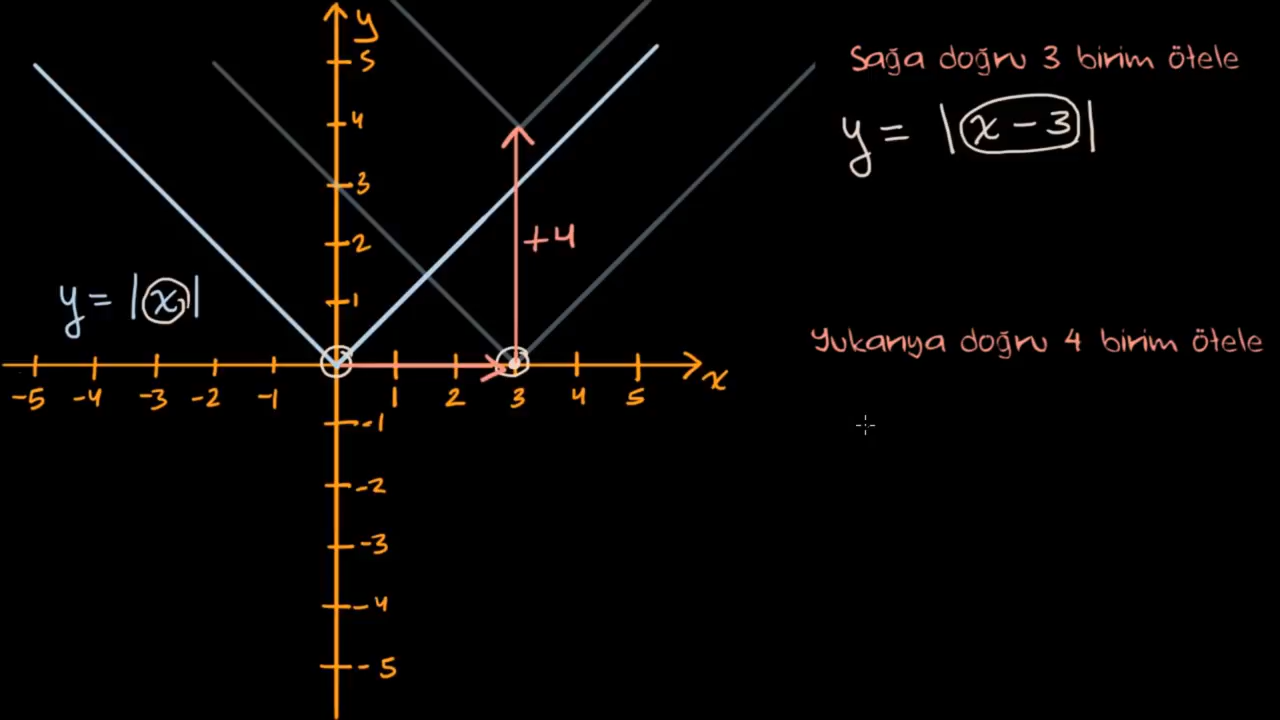 y
5
4
3
2
1
-5 -4 -3 -2 -1 1 2 3 4 5 x
-1
-2
-3
-4
-5
+4
y = |x|
Sağa doğru 3 birim ötele
y = |x - 3|
Yukarıya doğru 4 birim ötele